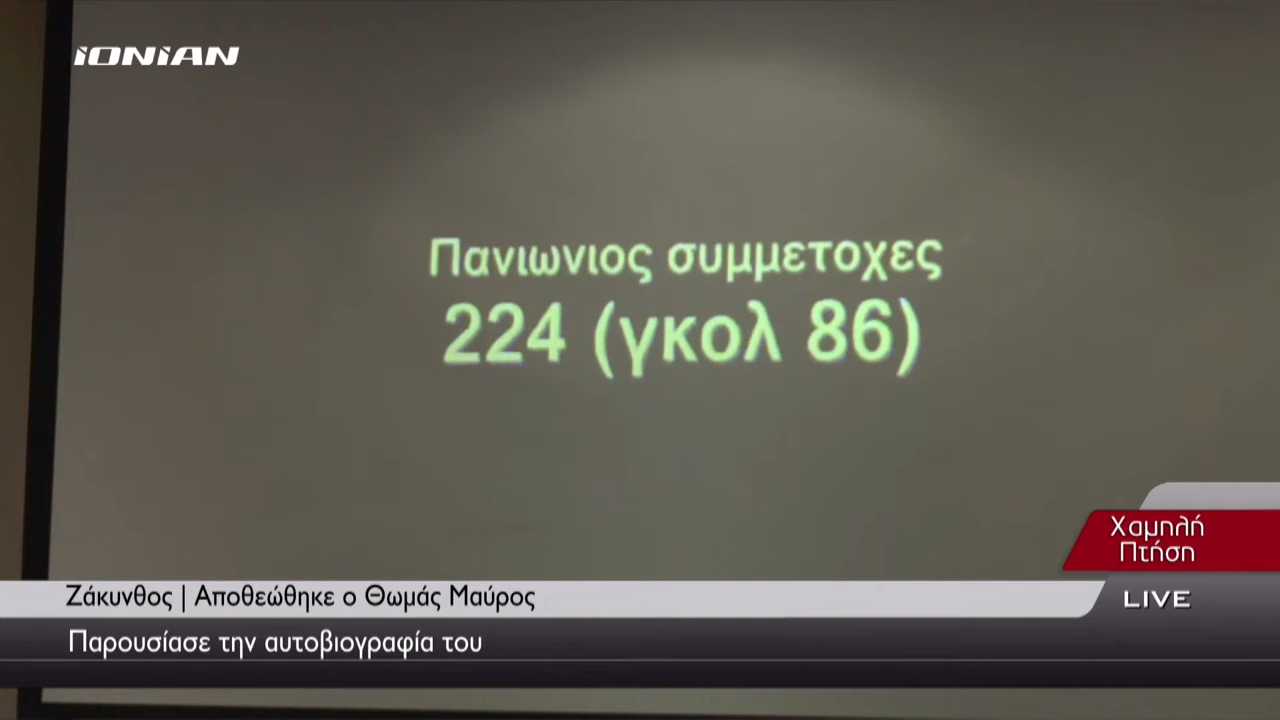 iONiAN
Πανιωνιος συμμετοχες
224 (γκολ 86)
Χαμηλή
Πτήση
Ζάκυνθος | Αποθεώθηκε ο Θωμάς Μαύρος
LIVE
Παρουσίασε την αυτοβιογραφία του